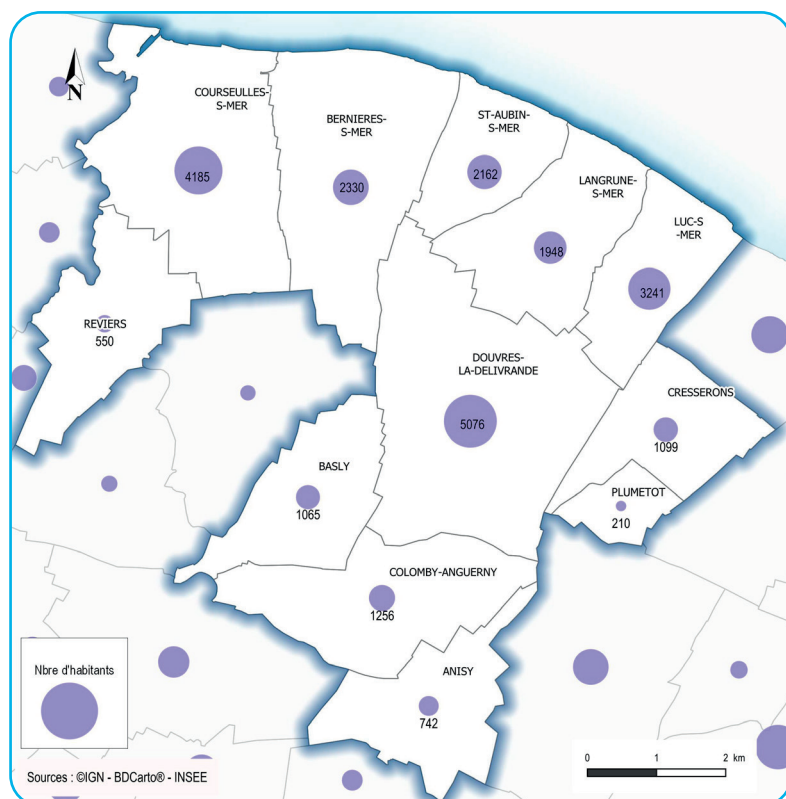 N
COURSEULLES-
S-MER
4185
BERNIERES-
S-MER
2330
ST-AUBIN-
S-MER
2162
LANGRUNE-
S-MER
1948
LUC-S
-MER
3241
REVIERS
550
DOUVRES-
LA-DELIVRANDE
5076
CRESSERONS
1099
BASLY
1065
PLUMETOT
210
COLOMBY-ANGUERNY
1256
ANISY
742
Nbre d'habitants
0 1 2 km
Sources : ©IGN - BDCarto® - INSEE